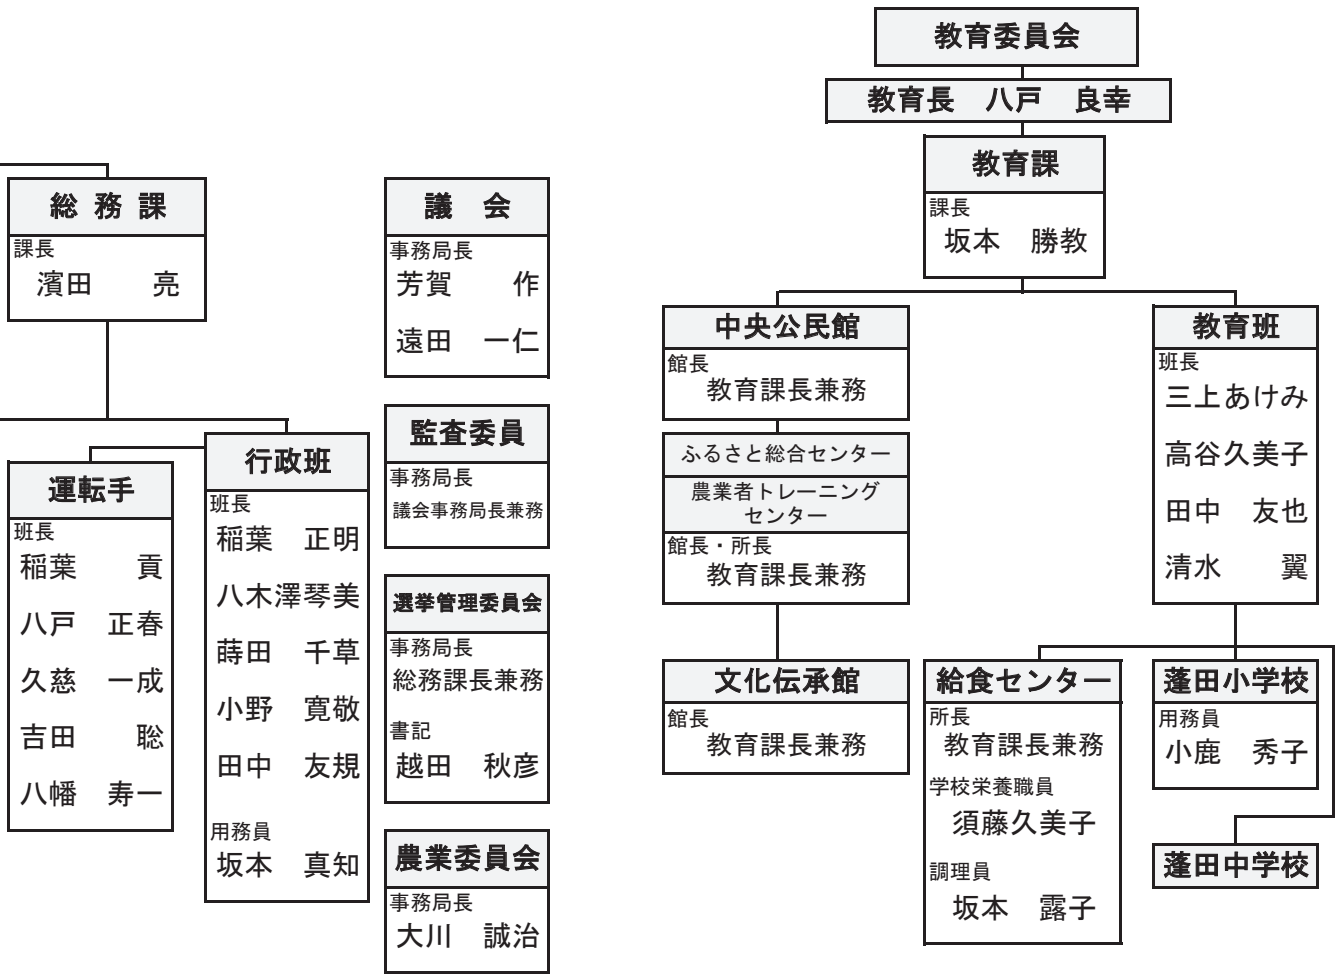 総務課
課長
濱田　亮
運転手
班長
稲葉　貢
八戸　正春
久慈　一成
吉田　聡
八幡　寿一
行政班
班長
稲葉　正明
八木澤琴美
蒔田　千草
小野　寛敬
田中　友規
用務員
坂本　真知
議　会
事務局長
芳賀　作
遠田　一仁
監査委員
事務局長
議会事務局長兼務
選挙管理委員会
事務局長
総務課長兼務
書記
越田　秋彦
農業委員会
事務局長
大川　誠治
教育委員会
教育長　八戸　良幸
教育課
課長
坂本　勝教
中央公民館
館長
教育課長兼務
ふるさと総合センター
農業者トレーニング
センター
館長・所長
教育課長兼務
文化伝承館
館長
教育課長兼務
教育班
班長
三上あけみ
高谷久美子
田中　友也
清水　翼
給食センター
所長
教育課長兼務
学校栄養職員
須藤久美子
調理員
坂本　露子
蓬田小学校
用務員
小鹿　秀子
蓬田中学校